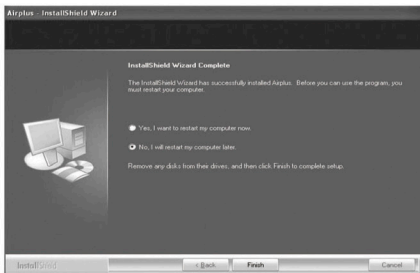 Airplus - InstallShield Wizard
InstallShield Wizard Complete
The InstallShield Wizard has successfully installed Airplus. Before you can use the program, you
must restart your computer.
Yes, I want to restart my computer now.
No, I will restart my computer later.
Remove any disks from their drives, and then click Finish to complete setup.
InstallShield
< Back
Finish
Cancel